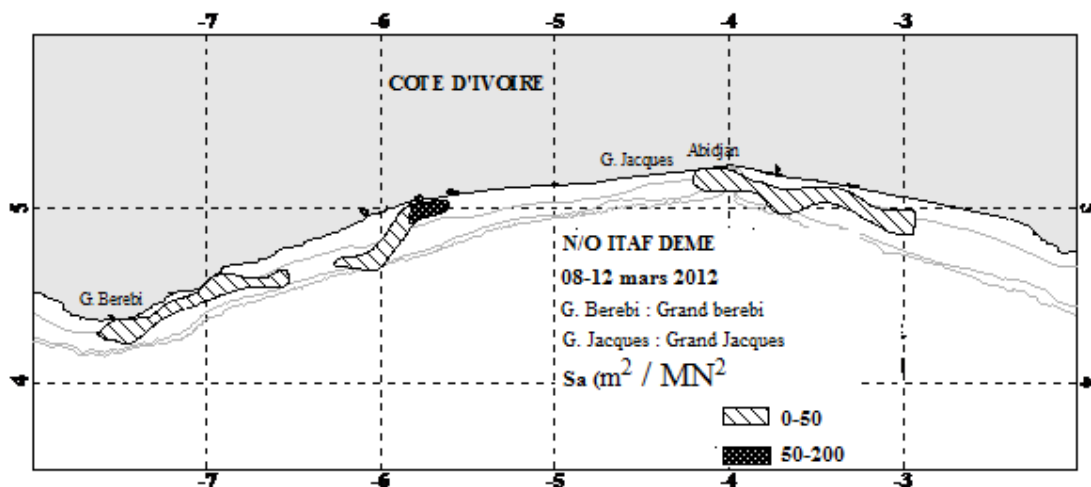 -7 -6 -5 -4 -3
COTE D'IVOIRE
G. Jacques Abidjan
5
N/O ITAF DEME
08-12 mars 2012
G. Berebi
G. Berebi : Grand berebi
G. Jacques : Grand Jacques
Sa (m² / MN²
4
0-50
50-200
-7 -6 -5 -4 -3